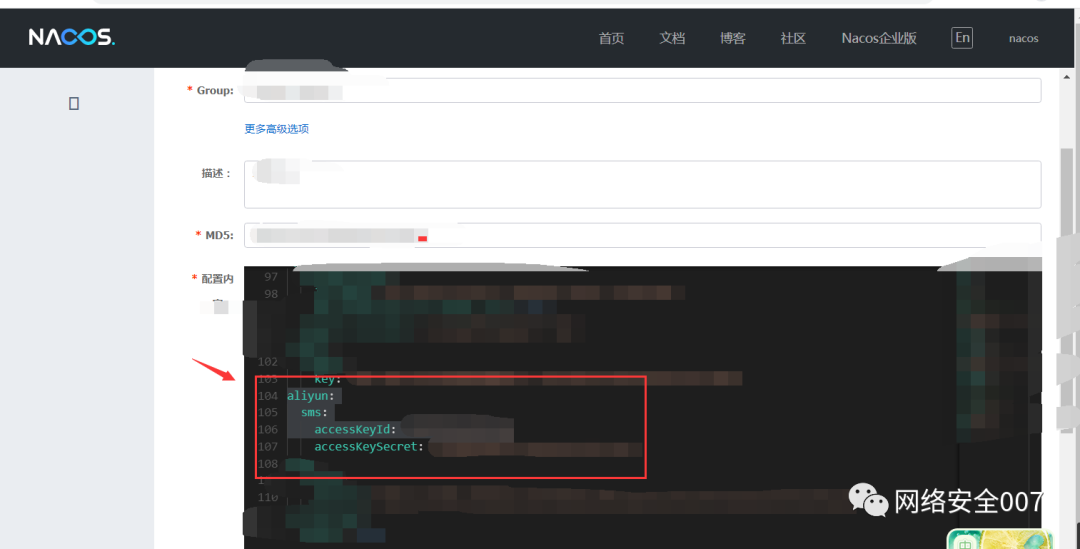 NACOS.
首页 文档 博客 社区 Nacos企业版 En nacos
* Group:
更多高级选项
描述：
* MD5:
* 配置内
97
98
102
103 key:
104 aliyun:
105 sms:
106 accessKeyId:
107 accessKeySecret:
108
110
网络安全007